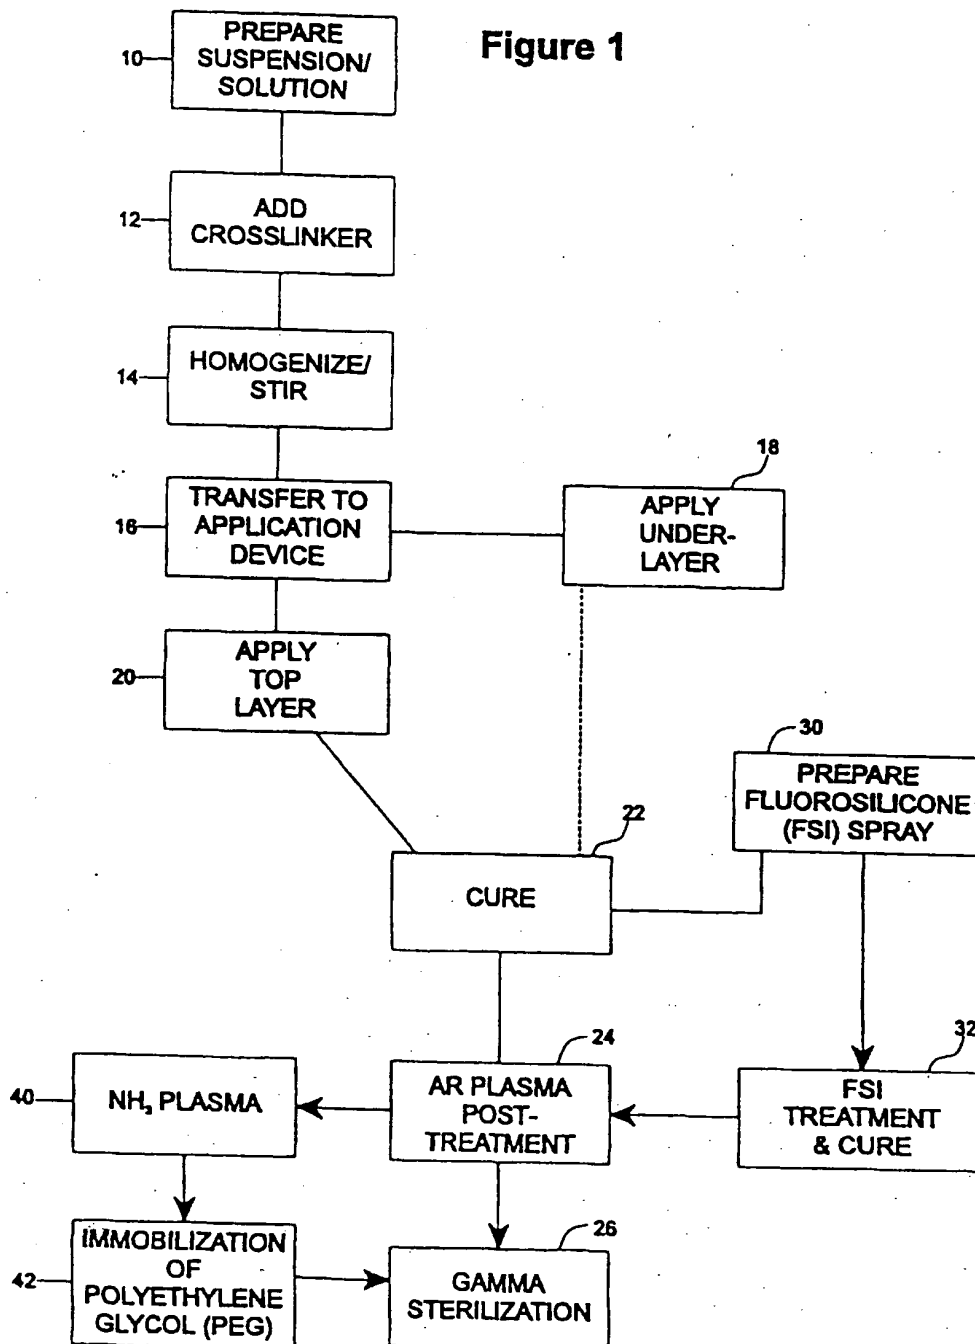 Figure 1
10
PREPARE
SUSPENSION/
SOLUTION
12
ADD
CROSSLINKER
14
HOMOGENIZE/
STIR
16
TRANSFER TO
APPLICATION
DEVICE
18
APPLY
UNDER-
LAYER
20
APPLY
TOP
LAYER
30
PREPARE
FLUOROSILICONE
(FSI) SPRAY
22
CURE
24
AR PLASMA
POST-
TREATMENT
32
FSI
TREATMENT
& CURE
40
NH₃ PLASMA
42
IMMOBILIZATION
OF
POLYETHYLENE
GLYCOL (PEG)
26
GAMMA
STERILIZATION